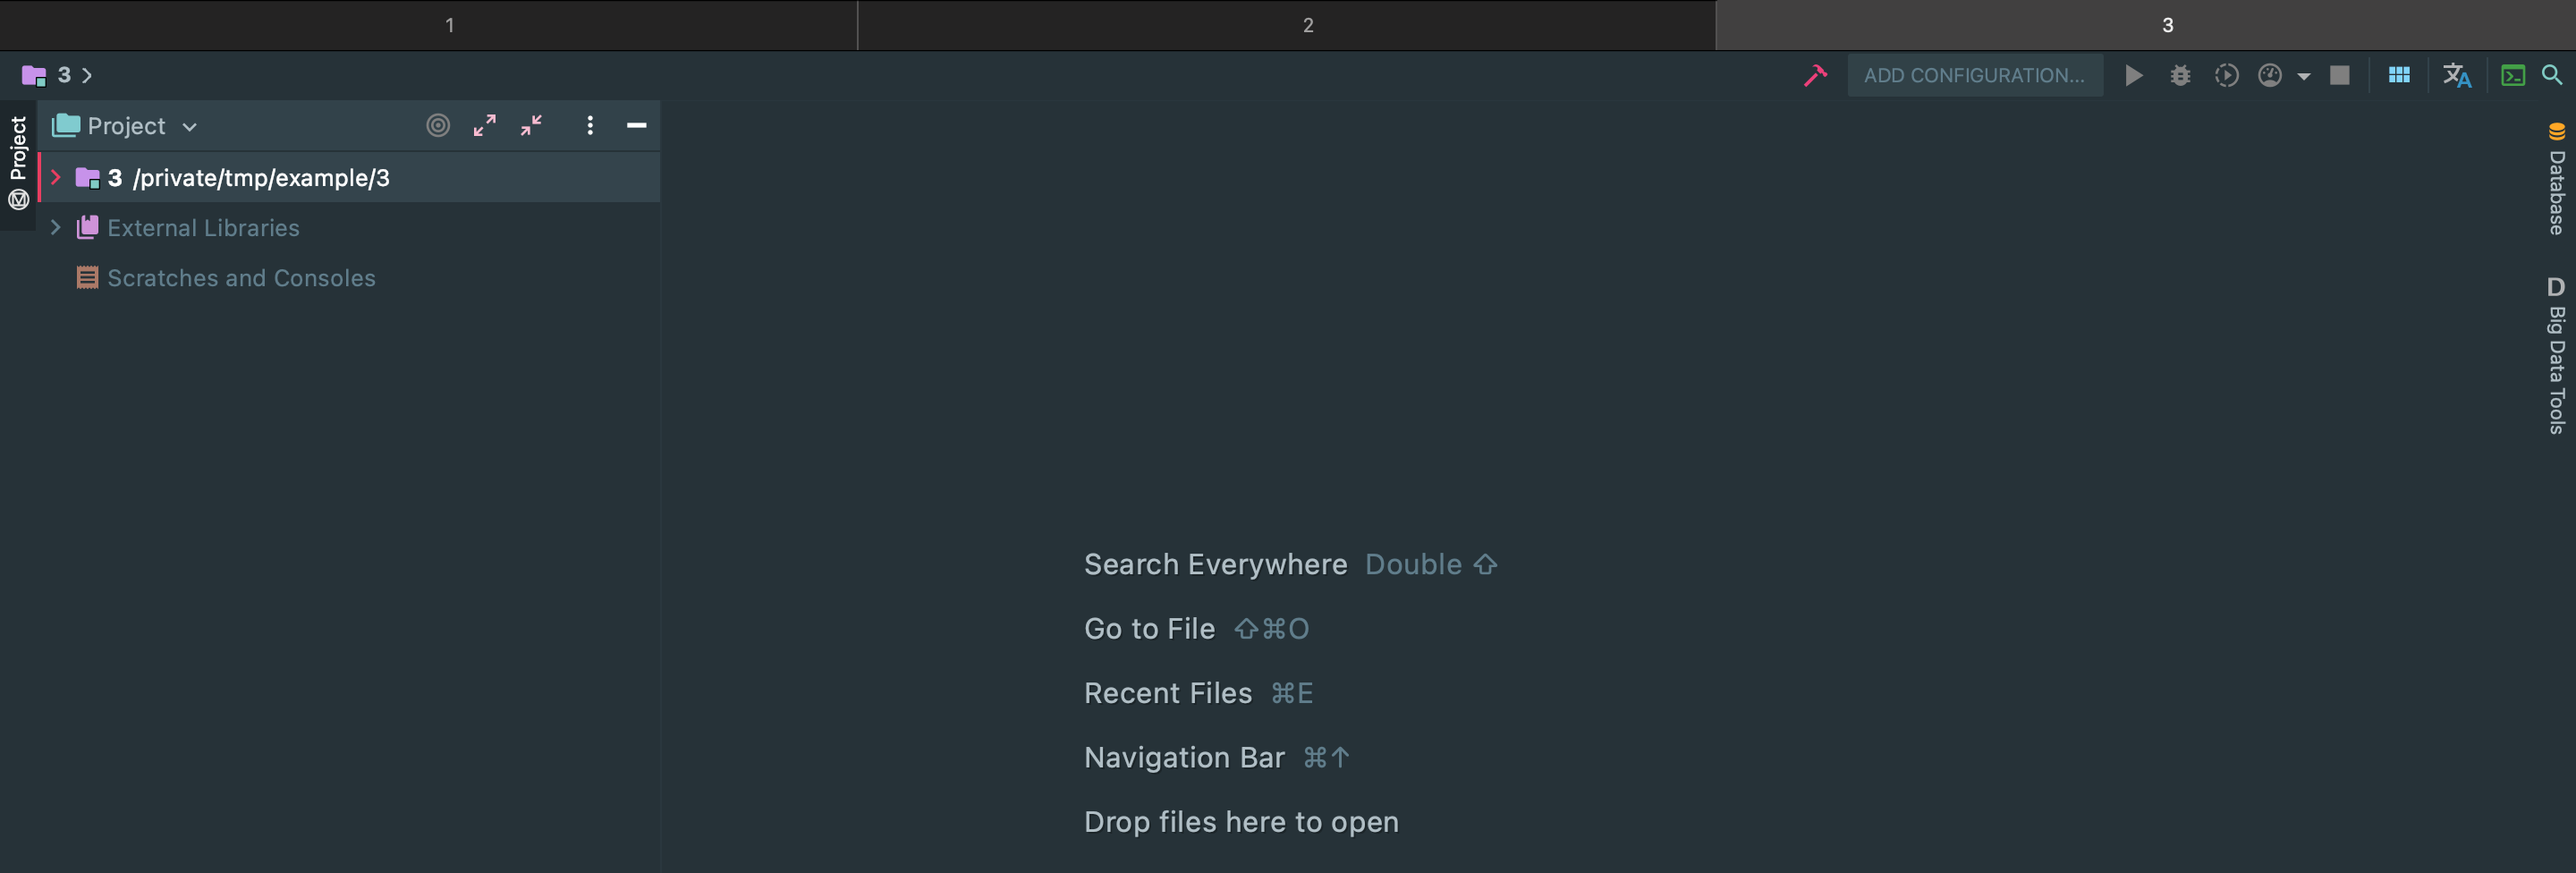 1
2
3
3
ADD CONFIGURATION...
Project
Project
3 /private/tmp/example/3
External Libraries
Scratches and Consoles
Search Everywhere Double ⇧
Go to File ⇧⌘O
Recent Files ⌘E
Navigation Bar ⌘↑
Drop files here to open
Database
D Big Data Tools